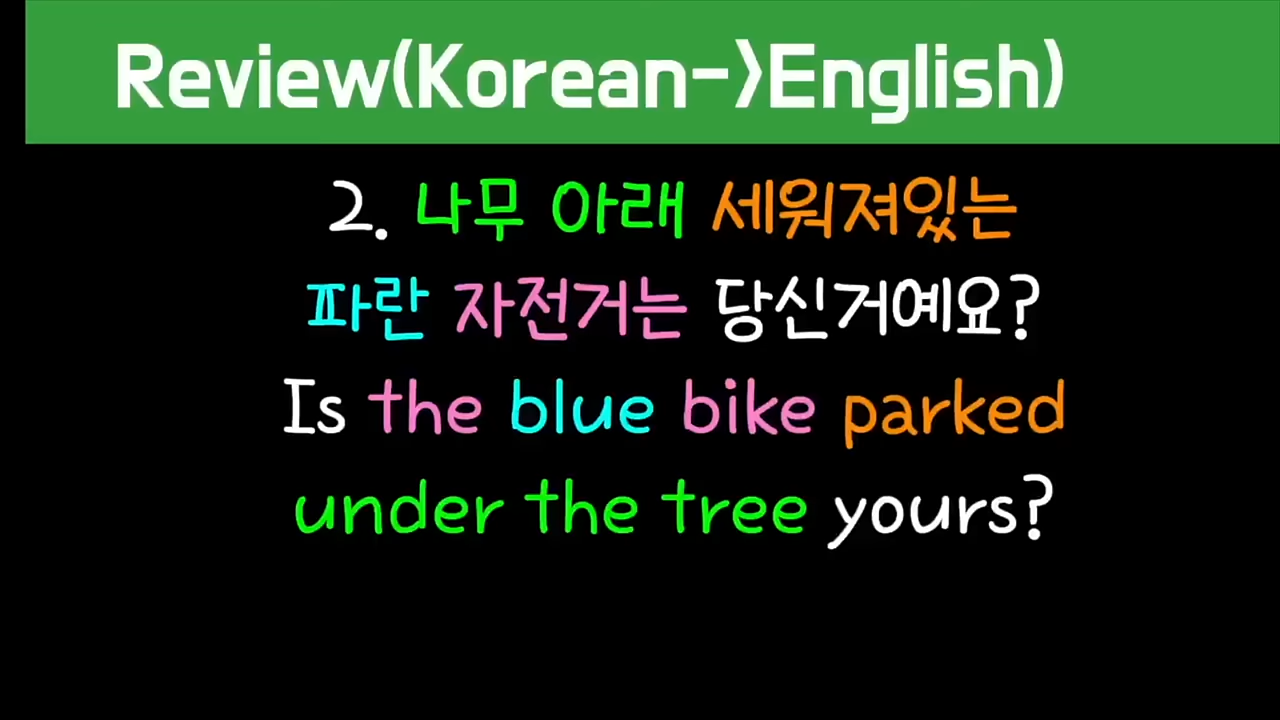 Review(Korean->English)
2. 나무 아래 세워져있는
파란 자전거는 당신거예요?
Is the blue bike parked
under the tree yours?